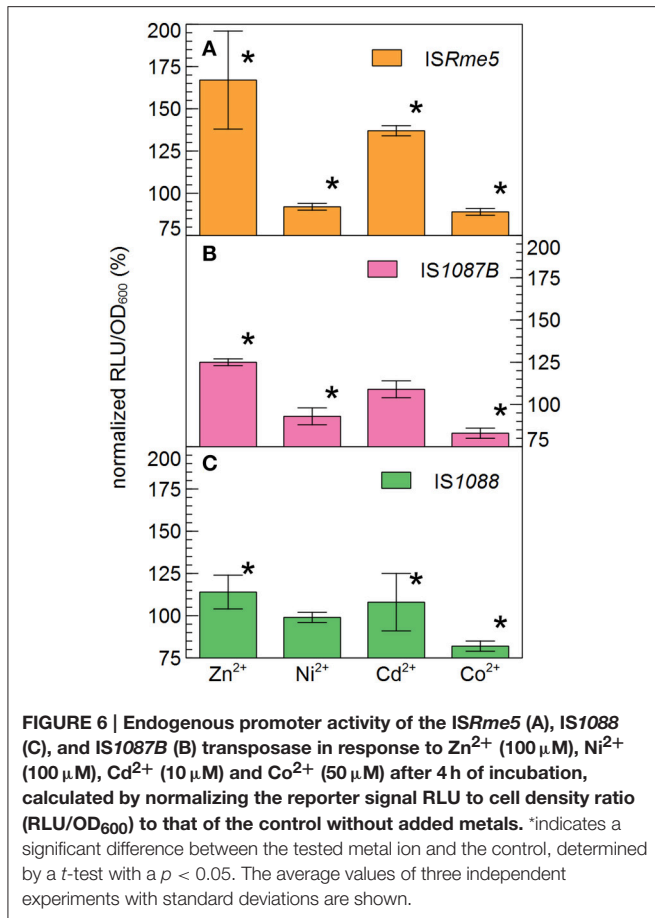 200
175
150
125
100
75
A
*
*
*
*
ISRme5
normalized RLU/OD₆₀₀ (%)
B
*
*
*
IS1087B
200
175
150
125
100
75
C
*
*
*
IS1088
200
175
150
125
100
75
Zn²⁺ Ni²⁺ Cd²⁺ Co²⁺
FIGURE 6 | Endogenous promoter activity of the ISRme5 (A), IS1088
(C), and IS1087B (B) transposase in response to Zn²⁺ (100 μM), Ni²⁺
(100 μM), Cd²⁺ (10 μM) and Co²⁺ (50 μM) after 4 h of incubation,
calculated by normalizing the reporter signal RLU to cell density ratio
(RLU/OD₆₀₀) to that of the control without added metals. *indicates a
significant difference between the tested metal ion and the control, determined
by a t-test with a p < 0.05. The average values of three independent
experiments with standard deviations are shown.